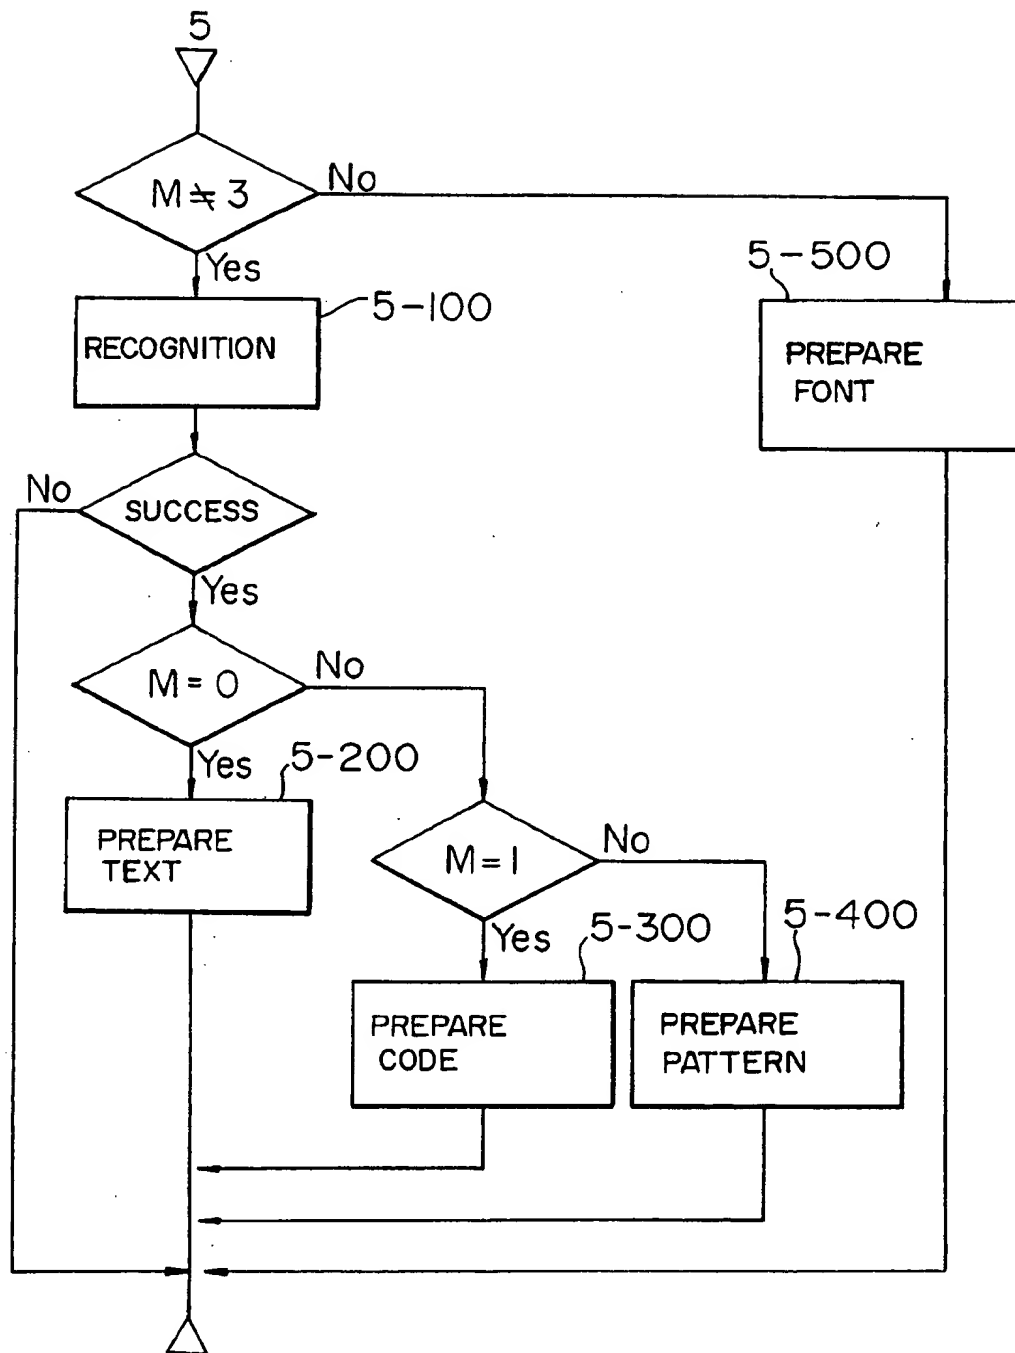 5
M ≠ 3
No
Yes
5-500
5-100
RECOGNITION
PREPARE
FONT
No
SUCCESS
Yes
M = 0
No
Yes
5-200
PREPARE
TEXT
M = 1
No
Yes
5-300
5-400
PREPARE
CODE
PREPARE
PATTERN